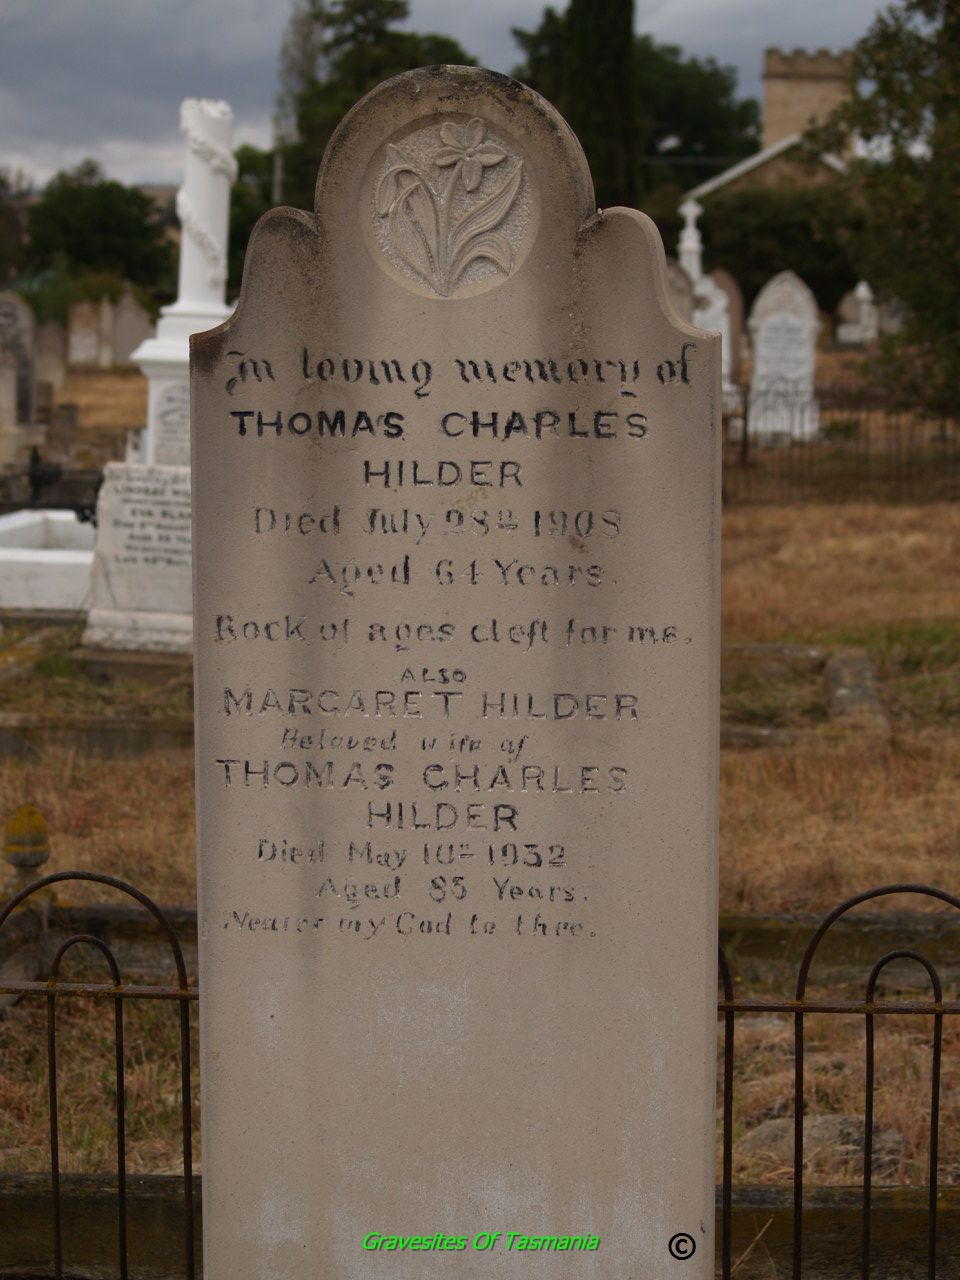 In loving memory of
THOMAS CHARLES
HILDER
Died July 28th 1908
Aged 64 Years.
Rock of ages cleft for me.
ALSO
MARGARET HILDER
Beloved wife of
THOMAS CHARLES
HILDER
Died May 10th 1932
Aged 85 Years.
Nearer my God to thee.
EVA BLA
Gravesites Of Tasmania ©